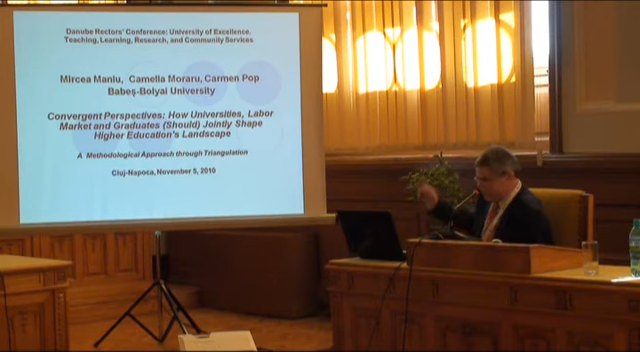 Danube Rectors' Conference: University of Excellence.
Teaching, Learning, Research, and Community Services
Mircea Maniu, Camelia Moraru, Carmen Pop
Babeş-Bolyai University
Convergent Perspectives: How Universities, Labor
Market and Graduates (Should) Jointly Shape
Higher Education's Landscape
A Methodological Approach through Triangulation
Cluj-Napoca, November 5, 2010